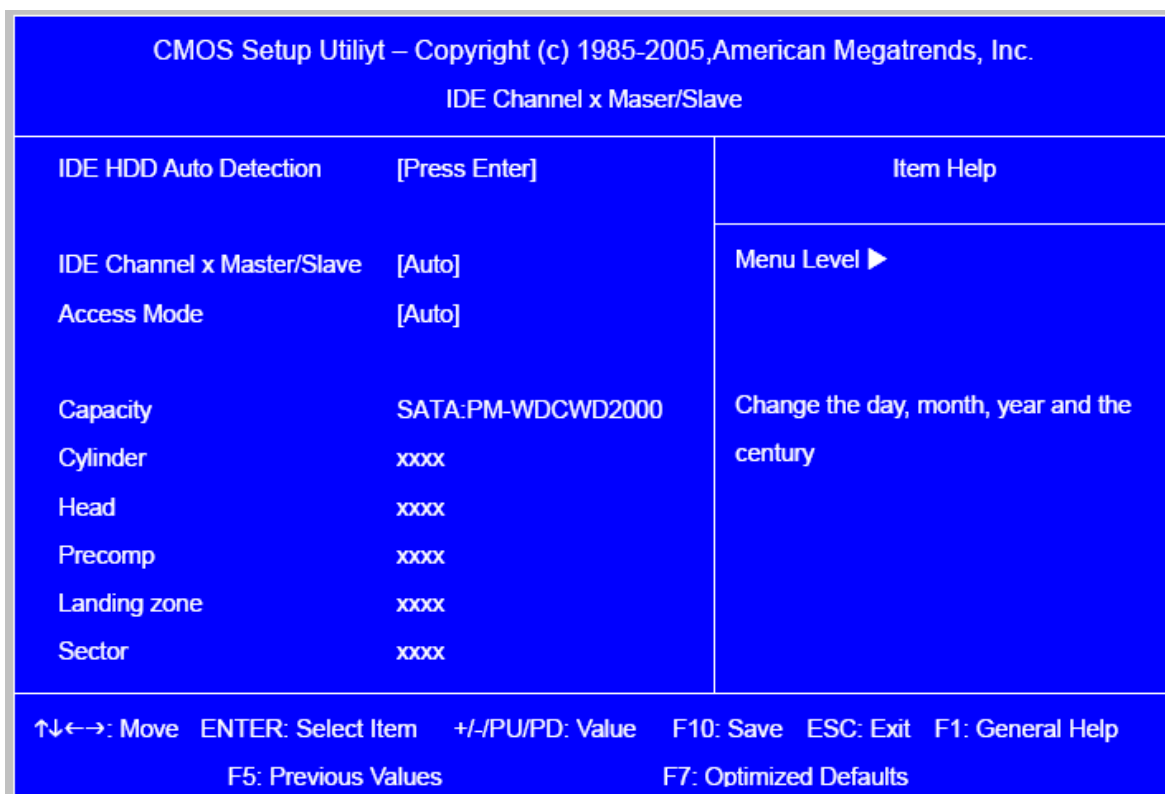 CMOS Setup Utiliyt – Copyright (c) 1985-2005,American Megatrends, Inc.
IDE Channel x Maser/Slave
IDE HDD Auto Detection [Press Enter]
Item Help
IDE Channel x Master/Slave [Auto]
Menu Level ▶
Access Mode [Auto]
Capacity SATA:PM-WDCWD2000
Change the day, month, year and the
Cylinder xxxx
century
Head xxxx
Precomp xxxx
Landing zone xxxx
Sector xxxx
↑↓←→: Move ENTER: Select Item +/-/PU/PD: Value F10: Save ESC: Exit F1: General Help
F5: Previous Values F7: Optimized Defaults